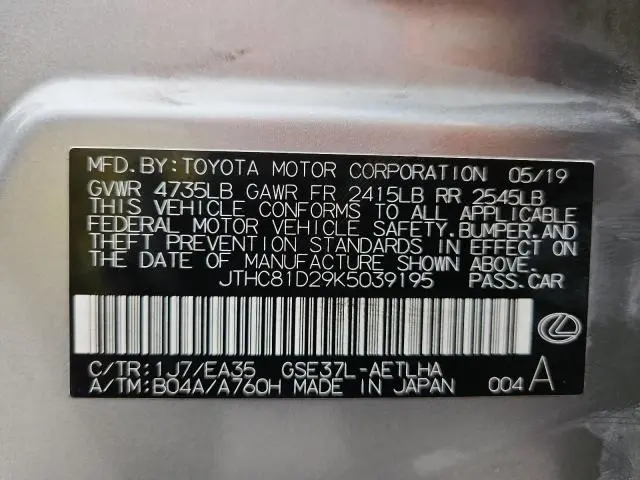 MFD.BY:TOYOTA MOTOR CORPORATION 05/19
GVWR 4735LB GAWR FR 2415LB RR 2545LB
THIS VEHICLE CONFORMS TO ALL APPLICABLE
FEDERAL MOTOR VEHICLE SAFETY.BUMPER.AND
THEFT PREVENTION STANDARDS IN EFFECT ON
THE DATE OF MANUFACTURE SHOWN ABOVE.
JTHC81D29K5039195 PASS.CAR
C/TR:1J7/EA35 GSE37L-AETLHA
A/TM:B04A/A760H MADE IN JAPAN 004 A